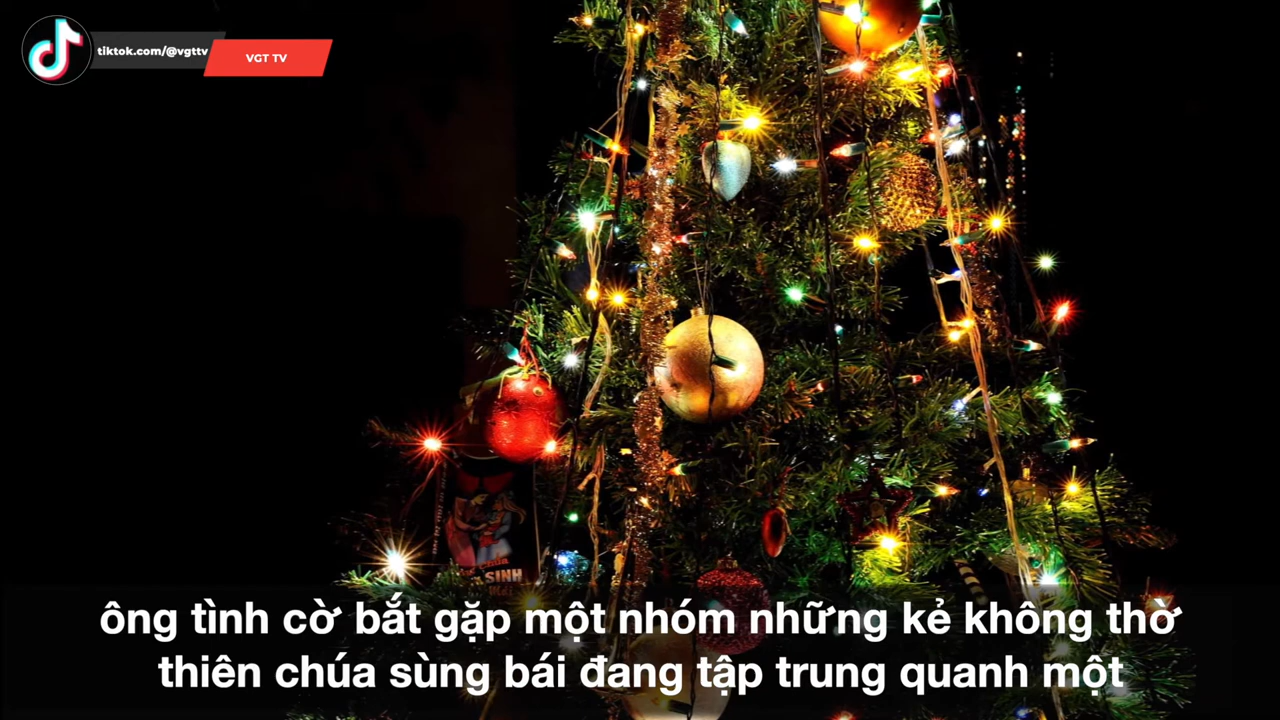 tiktok.com/@vgttv
VGT TV
SINH
ông tình cờ bắt gặp một nhóm những kẻ không thờ
thiên chúa sùng bái đang tập trung quanh một